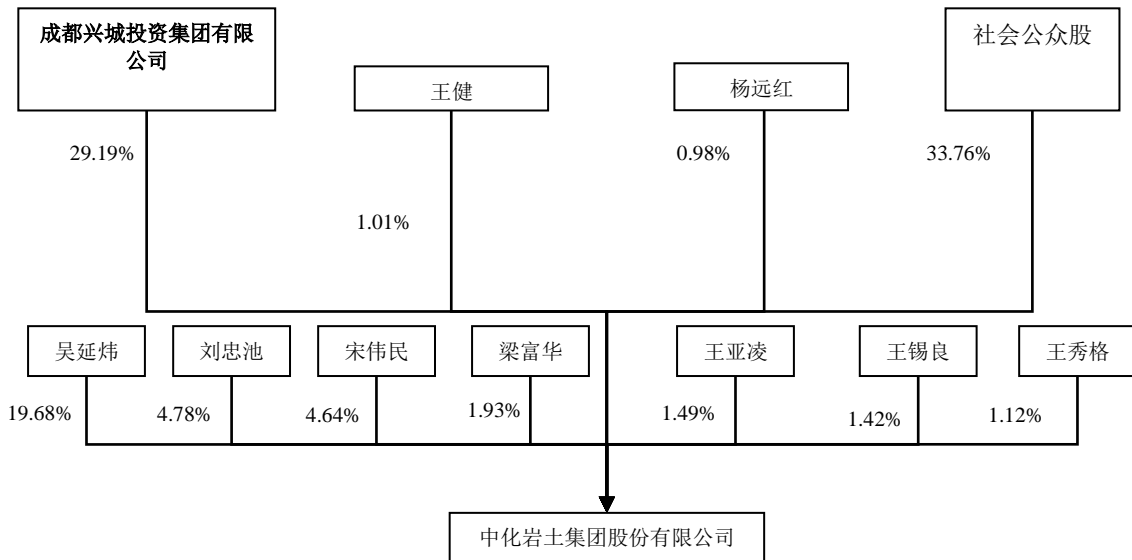 成都兴城投资集团有限
公司
王健
杨远红
社会公众股
29.19%
1.01%
0.98%
33.76%
吴延炜
刘忠池
宋伟民
梁富华
王亚凌
王锡良
王秀格
19.68%
4.78%
4.64%
1.93%
1.49%
1.42%
1.12%
中化岩土集团股份有限公司